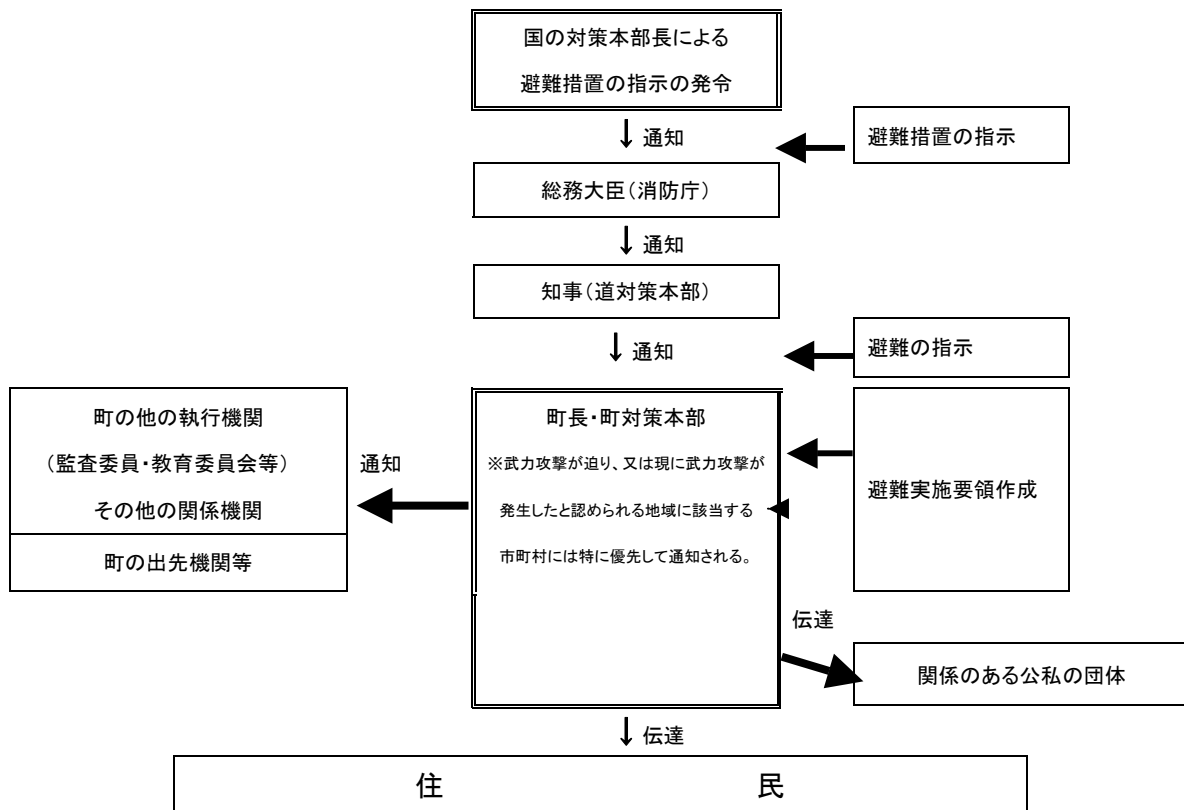 国の対策本部長による
避難措置の指示の発令
↓ 通知
避難措置の指示
総務大臣(消防庁)
↓ 通知
知事(道対策本部)
↓ 通知
避難の指示
町の他の執行機関
(監査委員・教育委員会等)
その他の関係機関
町の出先機関等
通知
町長・町対策本部
※武力攻撃が迫り、又は現に武力攻撃が
発生したと認められる地域に該当する
市町村には特に優先して通知される。
避難実施要領作成
伝達
関係のある公私の団体
↓ 伝達
住 民